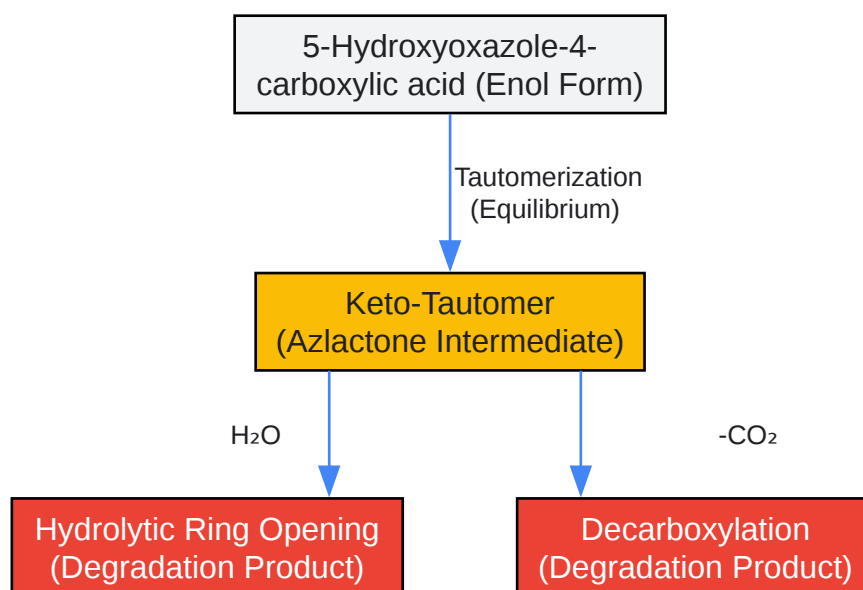 5-Hydroxyoxazole-4-
carboxylic acid (Enol Form)
Tautomerization
(Equilibrium)
Keto-Tautomer
(Azlactone Intermediate)
H₂O
-CO₂
Hydrolytic Ring Opening
(Degradation Product)
Decarboxylation
(Degradation Product)